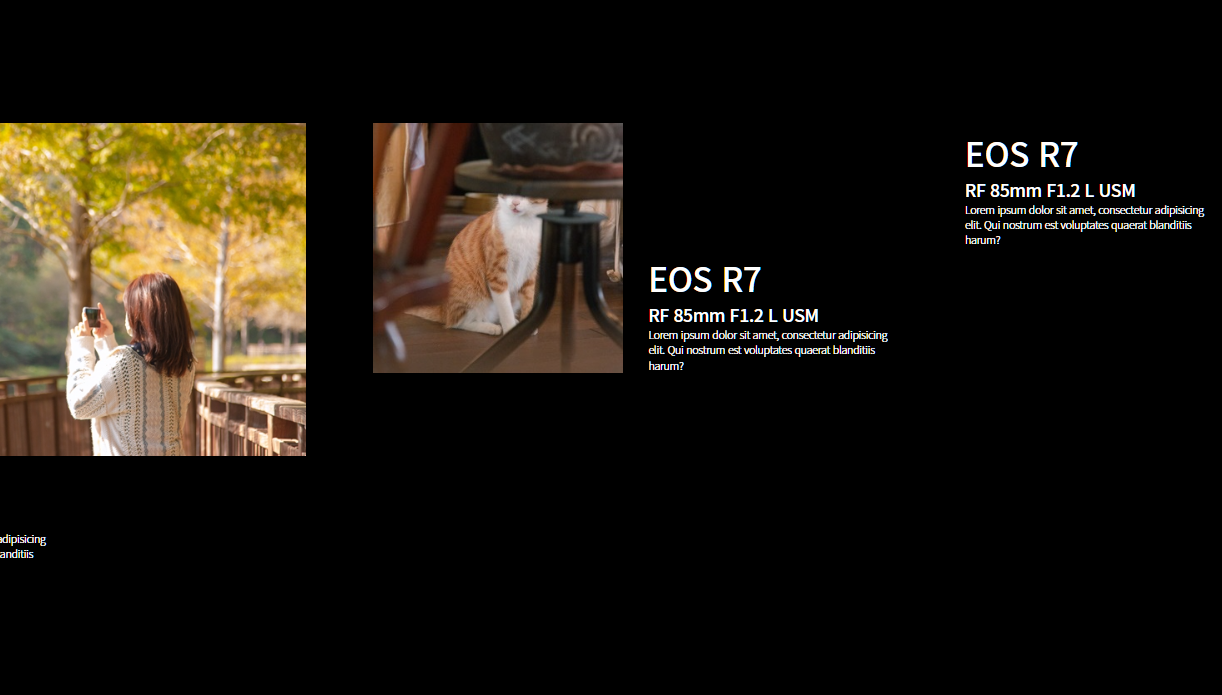 EOS R7
RF 85mm F1.2 L USM
Lorem ipsum dolor sit amet, consectetur adipisicing
elit. Qui nostrum est voluptates quaerat blanditiis
harum?
EOS R7
RF 85mm F1.2 L USM
Lorem ipsum dolor sit amet, consectetur adipisicing
elit. Qui nostrum est voluptates quaerat blanditiis
harum?
adipisicing
anditiis